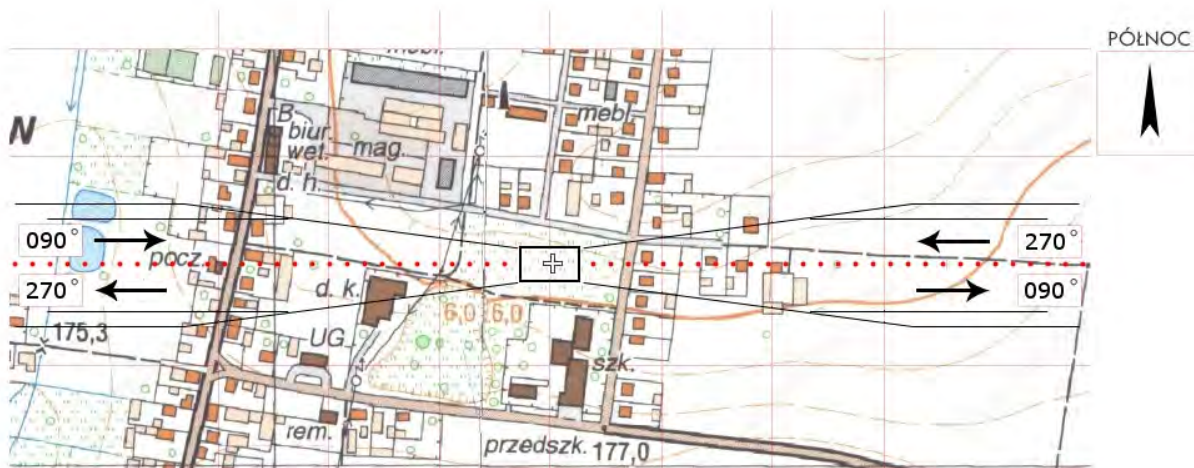 PÓŁNOC
mebl.
N
B.
biur.
wet.
mag.
mebl.
d. h.
090°
270°
pocz.
270°
090°
d. k.
6,0 6,0
175,3
UG.
szk.
rem.
przedszk. 177,0